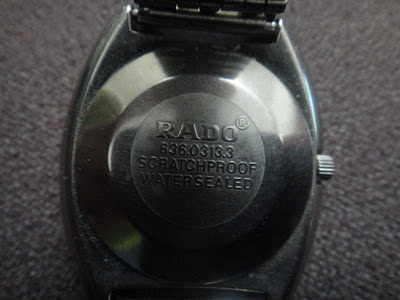 RADO®
636.0313.3
SCRATCHPROOF
WATERSEALED